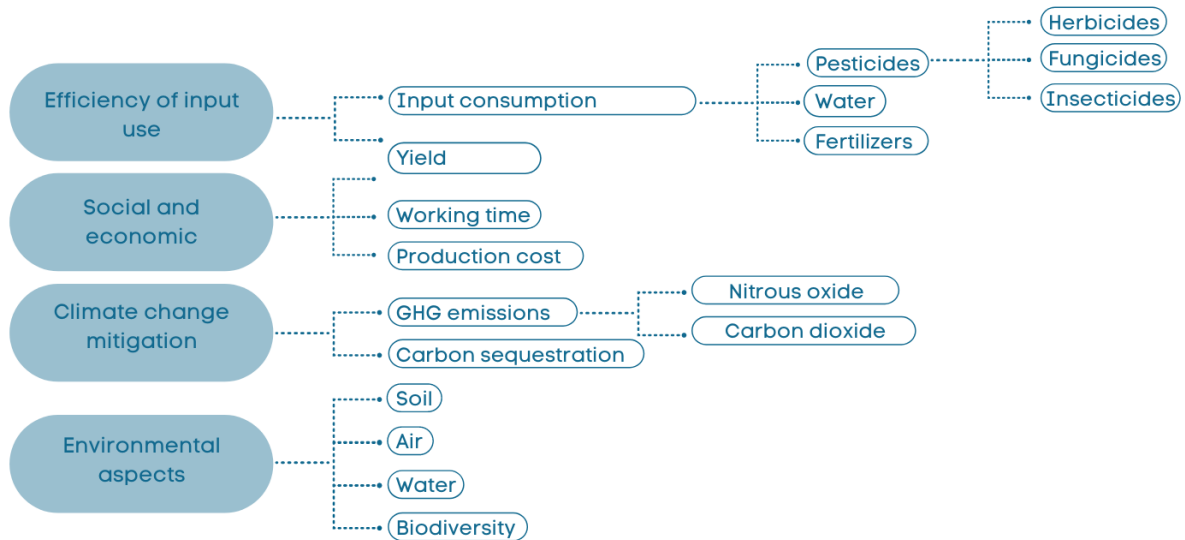 Efficiency of input
use
Input consumption
Pesticides
Herbicides
Fungicides
Insecticides
Water
Fertilizers
Yield
Social and
economic
Working time
Production cost
Climate change
mitigation
GHG emissions
Nitrous oxide
Carbon dioxide
Carbon sequestration
Environmental
aspects
Soil
Air
Water
Biodiversity